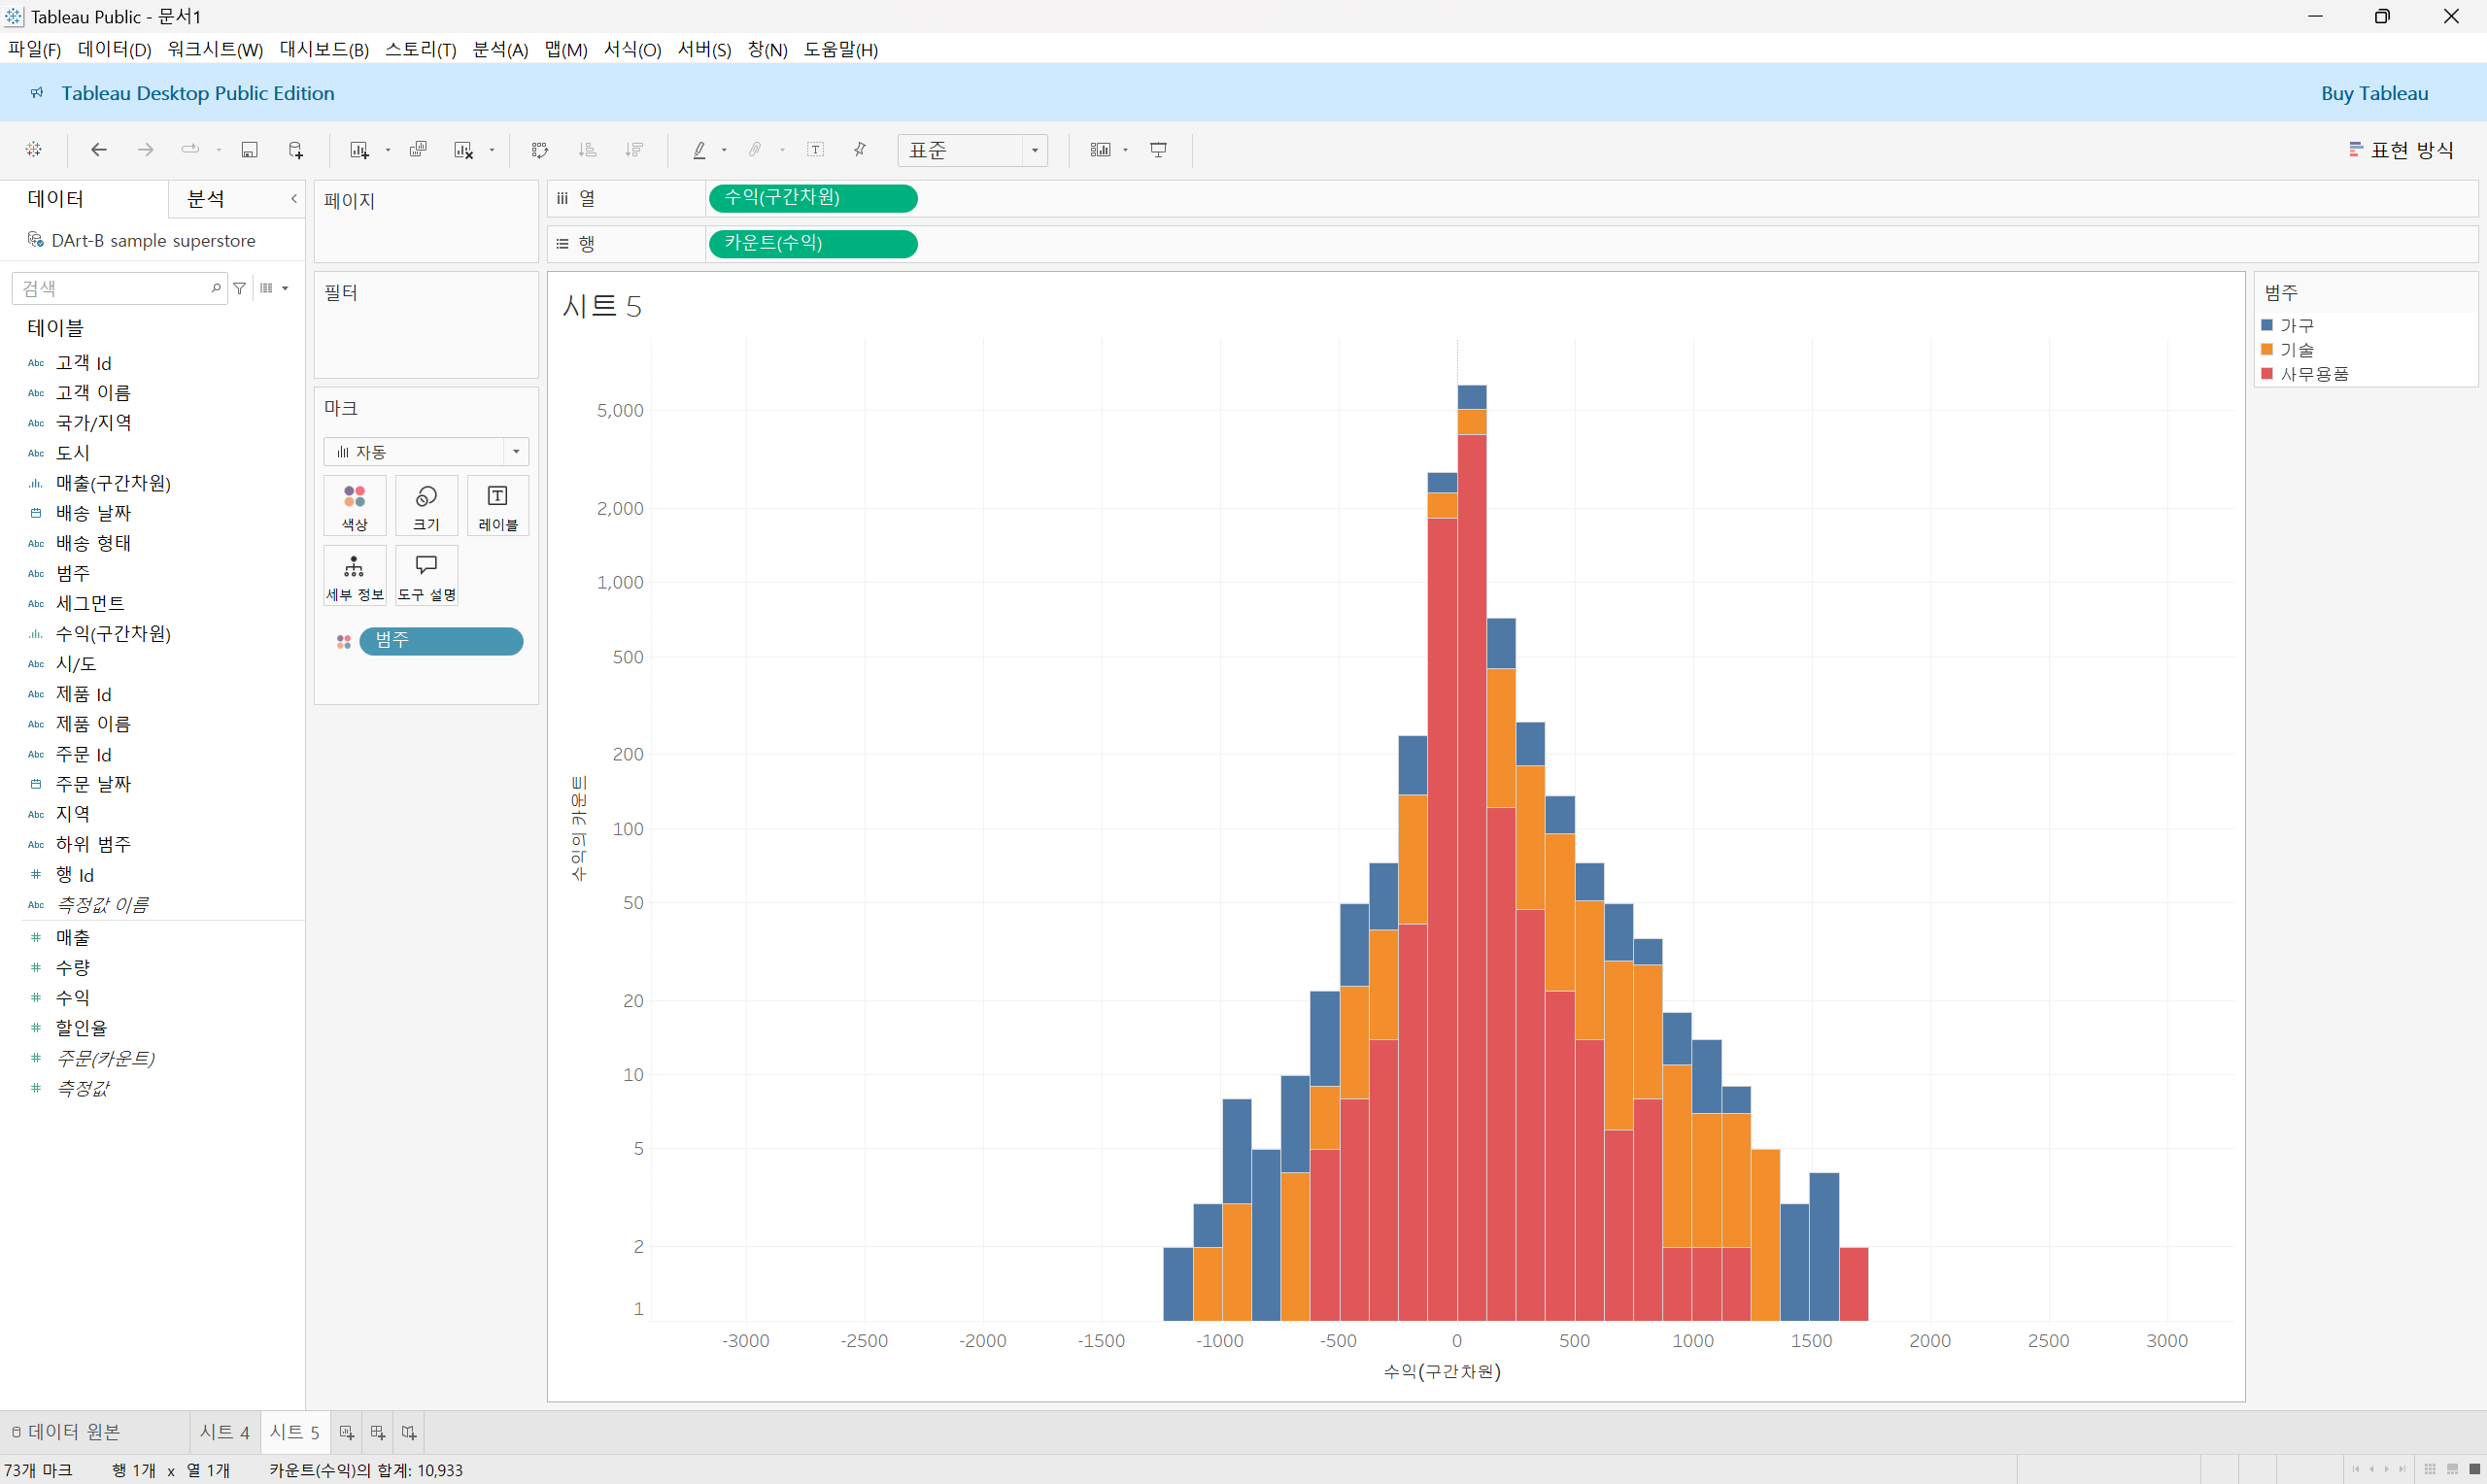 Tableau Public - 문서1
파일(F) 데이터(D) 워크시트(W) 대시보드(B) 스토리(T) 분석(A) 맵(M) 서식(O) 서버(S) 창(N) 도움말(H)
Tableau Desktop Public Edition
Buy Tableau
표준
표현 방식
데이터
분석
DArt-B sample superstore
검색
테이블
Abc 고객 Id
Abc 고객 이름
Abc 국가/지역
Abc 도시
매출(구간차원)
배송 날짜
Abc 배송 형태
Abc 범주
Abc 세그먼트
수익(구간차원)
Abc 시/도
Abc 제품 Id
Abc 제품 이름
Abc 주문 Id
주문 날짜
Abc 지역
Abc 하위 범주
# 행 Id
Abc 측정값 이름
# 매출
# 수량
# 수익
# 할인율
# 주문(카운트)
# 측정값
페이지
필터
마크
자동
색상
크기
레이블
세부 정보
도구 설명
범주
열
수익(구간차원)
행
카운트(수익)
시트 5
수익의 카운트
5,000
2,000
1,000
500
200
100
50
20
10
5
2
1
-3000 -2500 -2000 -1500 -1000 -500 0 500 1000 1500 2000 2500 3000
수익(구간차원)
범주
가구
기술
사무용품
데이터 원본
시트 4
시트 5
73개 마크
행 1개 x 열 1개
카운트(수익)의 합계: 10,933